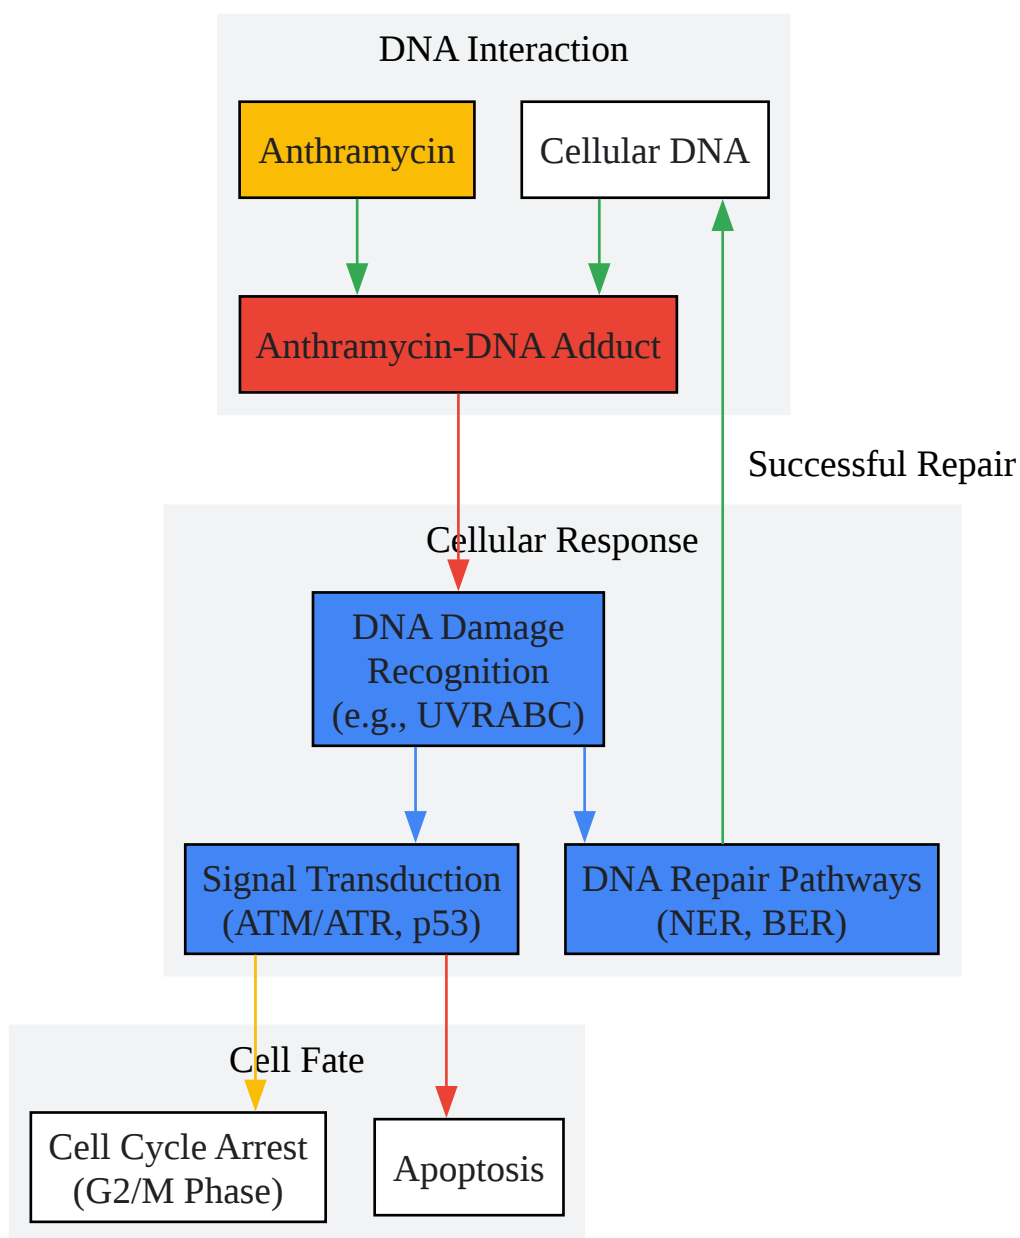 DNA Interaction
Anthramycin
Cellular DNA
Anthramycin-DNA Adduct
Successful Repair
Cellular Response
DNA Damage
Recognition
(e.g., UVRABC)
Signal Transduction
(ATM/ATR, p53)
DNA Repair Pathways
(NER, BER)
Cell Fate
Cell Cycle Arrest
(G2/M Phase)
Apoptosis